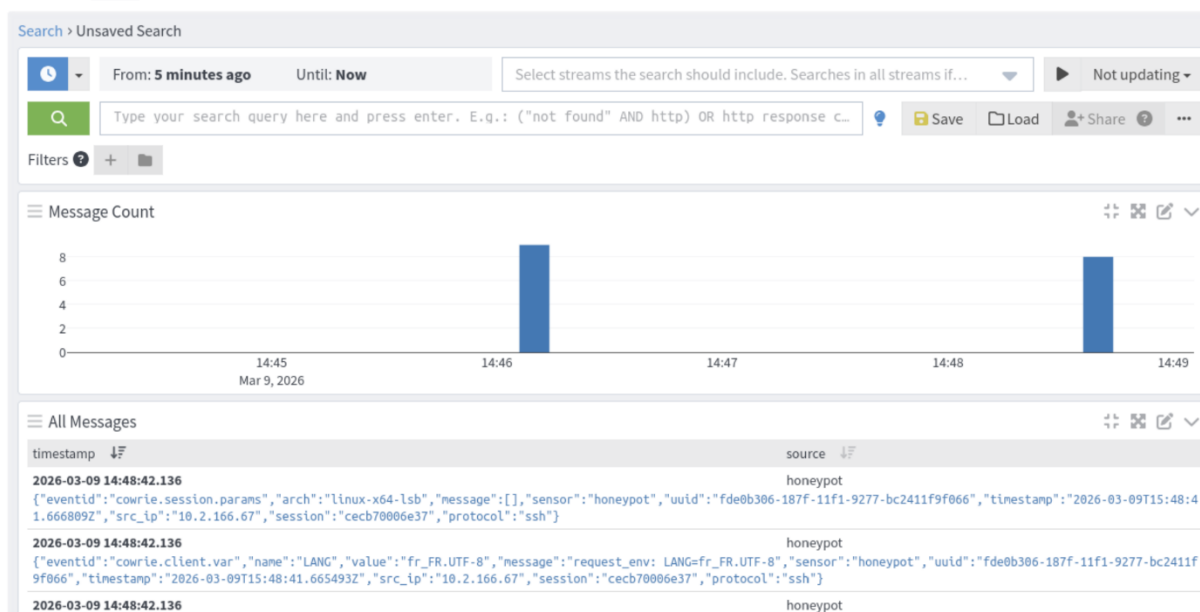 Search > Unsaved Search
From: 5 minutes ago Until: Now Select streams the search should include. Searches in all streams if... Not updating
Type your search query here and press enter. E.g.: ("not found" AND http) OR http response c... Save Load Share ? ...
Filters ? +
Message Count
8
6
4
2
0
14:45 14:46 14:47 14:48 14:49
Mar 9, 2026
All Messages
timestamp source
2026-03-09 14:48:42.136 honeypot
{"eventid":"cowrie.session.params","arch":"linux-x64-lsb","message":[],"sensor":"honeypot","uuid":"fde0b306-187f-11f1-9277-bc2411f9f066","timestamp":"2026-03-09T15:48:4
1.666809Z","src_ip":"10.2.166.67","session":"cecb70006e37","protocol":"ssh"}
2026-03-09 14:48:42.136 honeypot
{"eventid":"cowrie.client.var","name":"LANG","value":"fr_FR.UTF-8","message":"request_env: LANG=fr_FR.UTF-8","sensor":"honeypot","uuid":"fde0b306-187f-11f1-9277-bc2411f
9f066","timestamp":"2026-03-09T15:48:41.665493Z","src_ip":"10.2.166.67","session":"cecb70006e37","protocol":"ssh"}
2026-03-09 14:48:42.136 honeypot